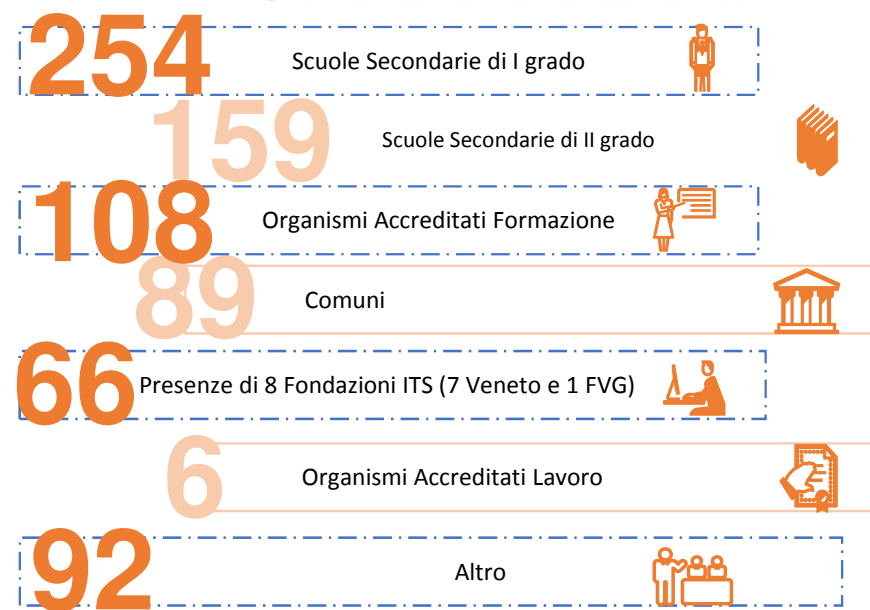 254 Scuole Secondarie di I grado
159 Scuole Secondarie di II grado
108 Organismi Accreditati Formazione
89 Comuni
66 Presenze di 8 Fondazioni ITS (7 Veneto e 1 FVG)
6 Organismi Accreditati Lavoro
92 Altro